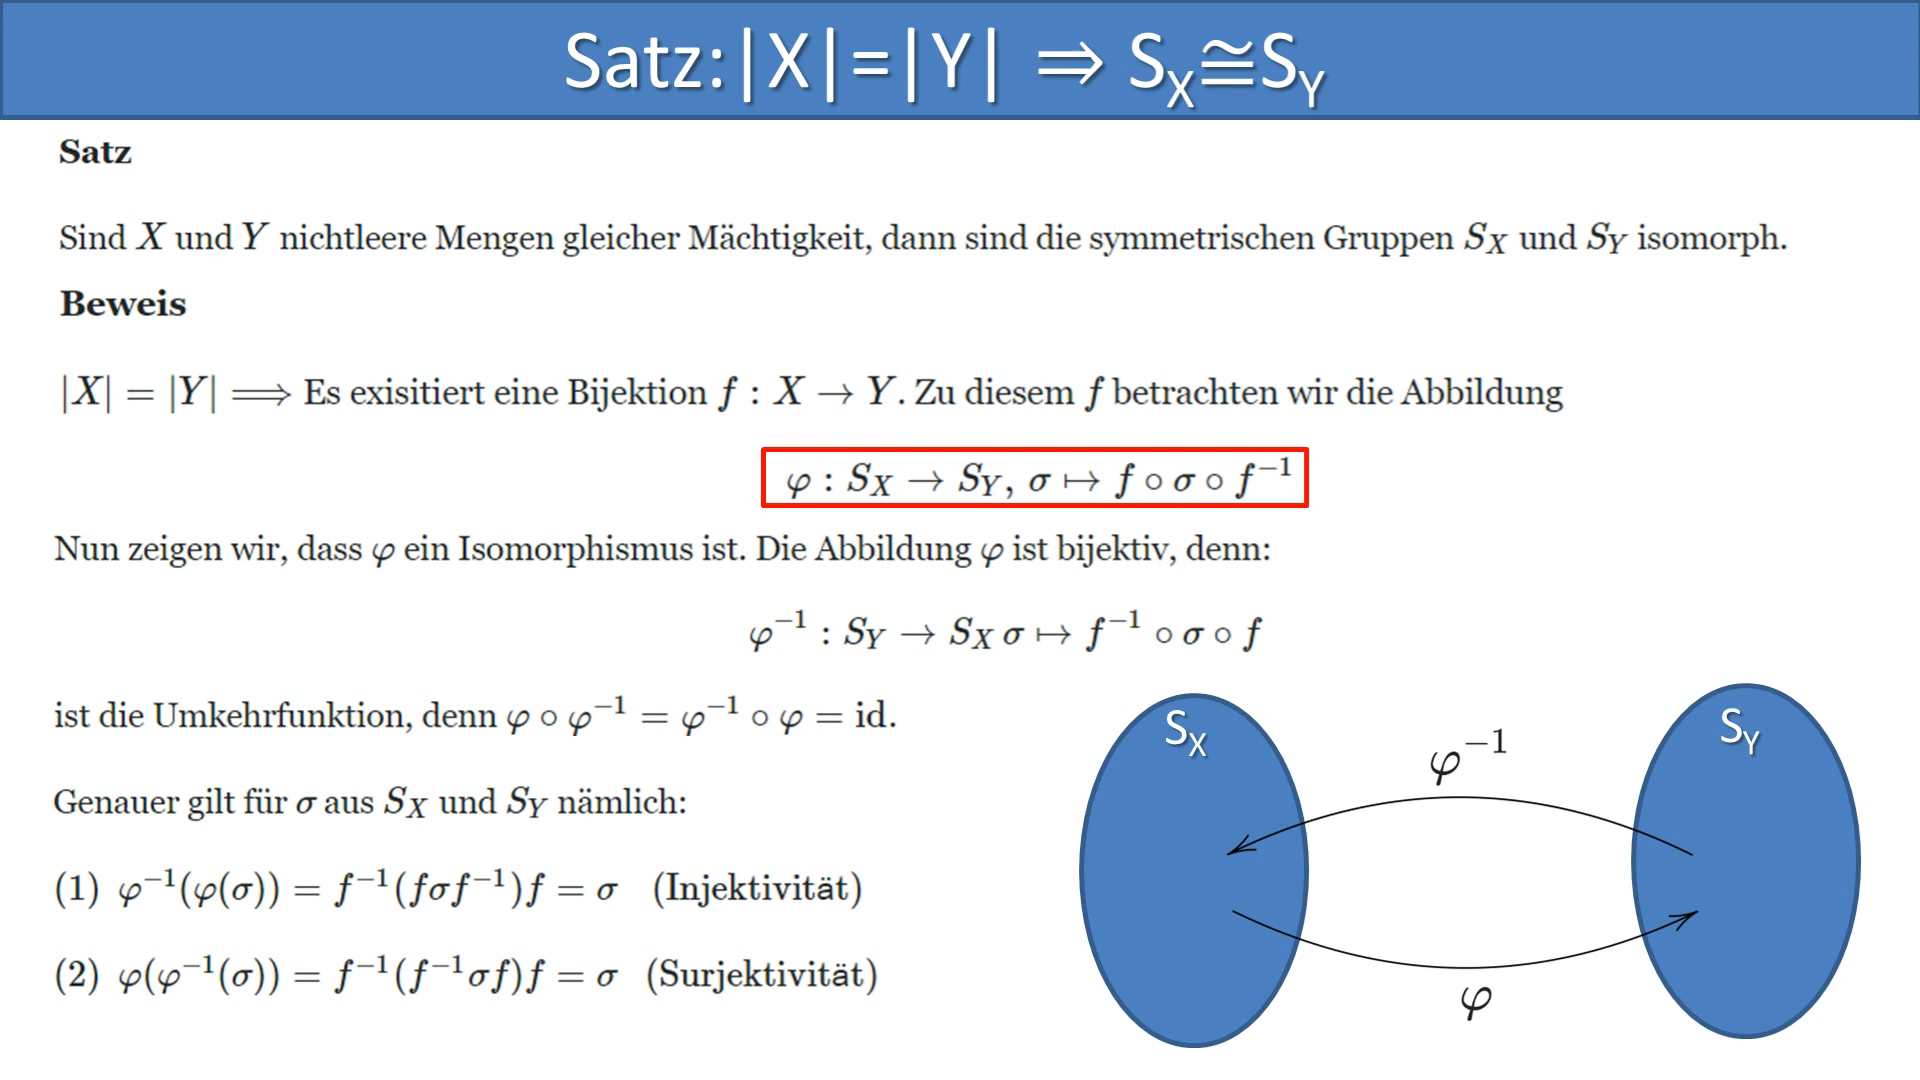 Satz:|X|=|Y| ⇒ S_X≅S_Y
Satz
Sind X und Y nichtleere Mengen gleicher Mächtigkeit, dann sind die symmetrischen Gruppen S_X und S_Y isomorph.
Beweis
|X| = |Y| ⟹ Es exisitiert eine Bijektion f : X → Y. Zu diesem f betrachten wir die Abbildung
φ : S_X → S_Y, σ ↦ f ∘ σ ∘ f⁻¹
Nun zeigen wir, dass φ ein Isomorphismus ist. Die Abbildung φ ist bijektiv, denn:
φ⁻¹ : S_Y → S_X σ ↦ f⁻¹ ∘ σ ∘ f
ist die Umkehrfunktion, denn φ ∘ φ⁻¹ = φ⁻¹ ∘ φ = id.
Genauer gilt für σ aus S_X und S_Y nämlich:
(1) φ⁻¹(φ(σ)) = f⁻¹(fσf⁻¹)f = σ (Injektivität)
(2) φ(φ⁻¹(σ)) = f⁻¹(f⁻¹σf)f = σ (Surjektivität)
S_X
S_Y
φ⁻¹
φ